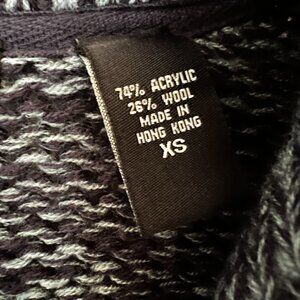 74% ACRYLIC
26% WOOL
MADE IN
HONG KONG
XS